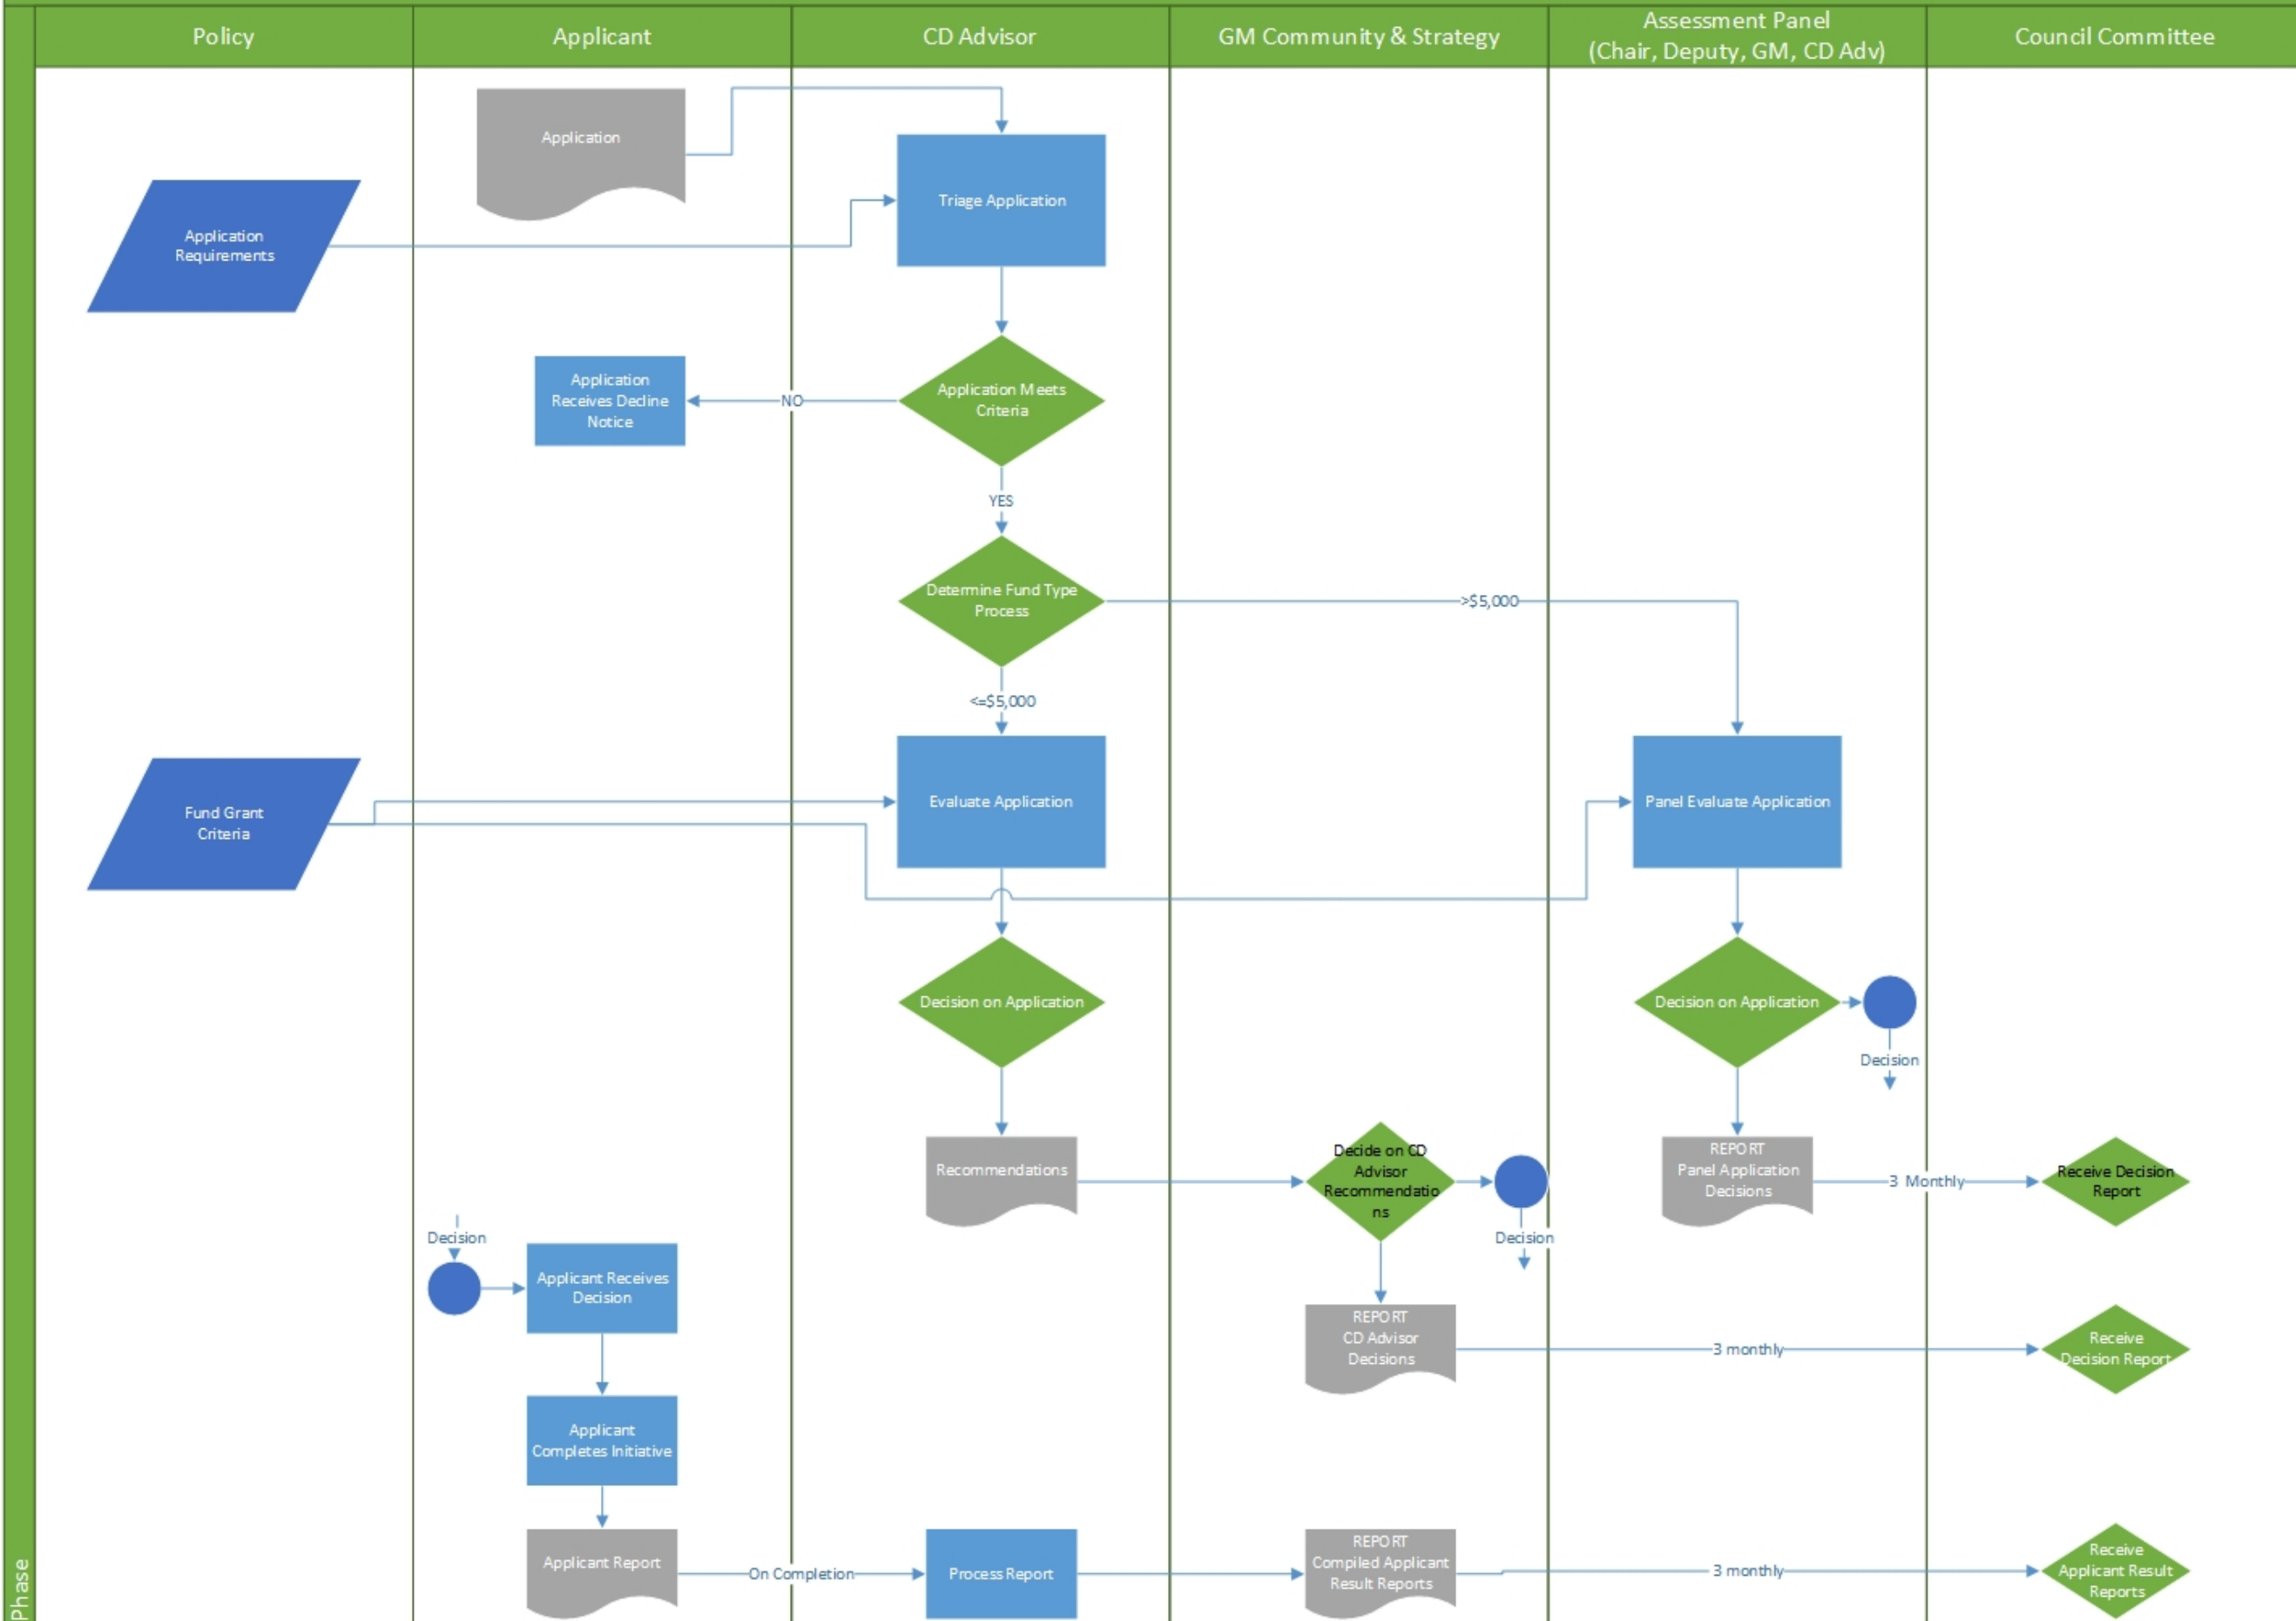 Policy
Applicant
CD Advisor
GM Community & Strategy
Assessment Panel
(Chair, Deputy, GM, CD Adv)
Council Committee
Application
Triage Application
Application
Requirements
Application
Receives Decline
Notice
NO
Application Meets
Criteria
YES
Determine Fund Type
Process
>$5,000
<=$5,000
Fund Grant
Criteria
Evaluate Application
Panel Evaluate Application
Decision on Application
Decision on Application
Decision
Recommendations
Decide on CD
Advisor
Recommendatio
ns
Decision
REPORT
Panel Application
Decisions
3 Monthly
Receive Decision
Report
Decision
Applicant Receives
Decision
REPORT
CD Advisor
Decisions
3 monthly
Receive
Decision Report
Applicant
Completes Initiative
Applicant Report
On Completion
Process Report
REPORT
Compiled Applicant
Result Reports
3 monthly
Receive
Applicant Result
Reports
Phase